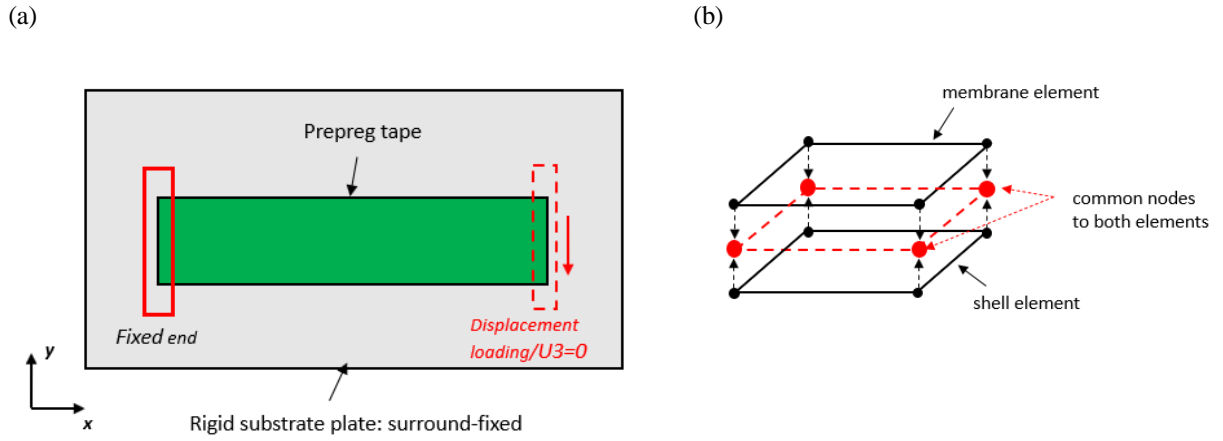 (a)
Prepreg tape
Fixed end
Displacement
loading/U3=0
y
x
Rigid substrate plate: surround-fixed
(b)
membrane element
common nodes
to both elements
shell element